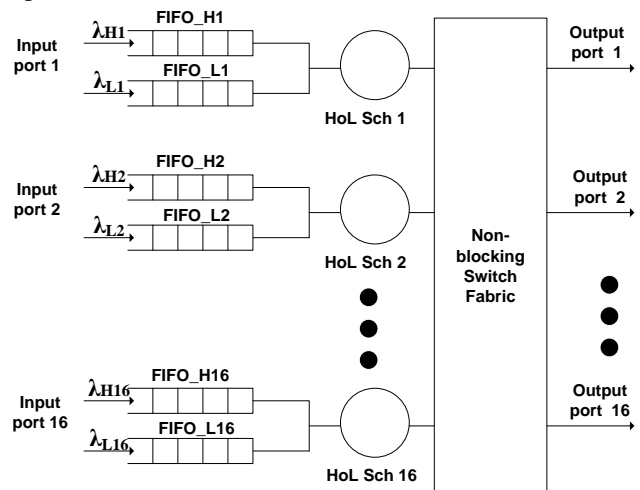 Input
port 1
λH1
FIFO_H1
λL1
FIFO_L1
HoL Sch 1
Output
port 1
Input
port 2
λH2
FIFO_H2
λL2
FIFO_L2
HoL Sch 2
Output
port 2
Non-
blocking
Switch
Fabric
Input
port 16
λH16
FIFO_H16
λL16
FIFO_L16
HoL Sch 16
Output
port 16